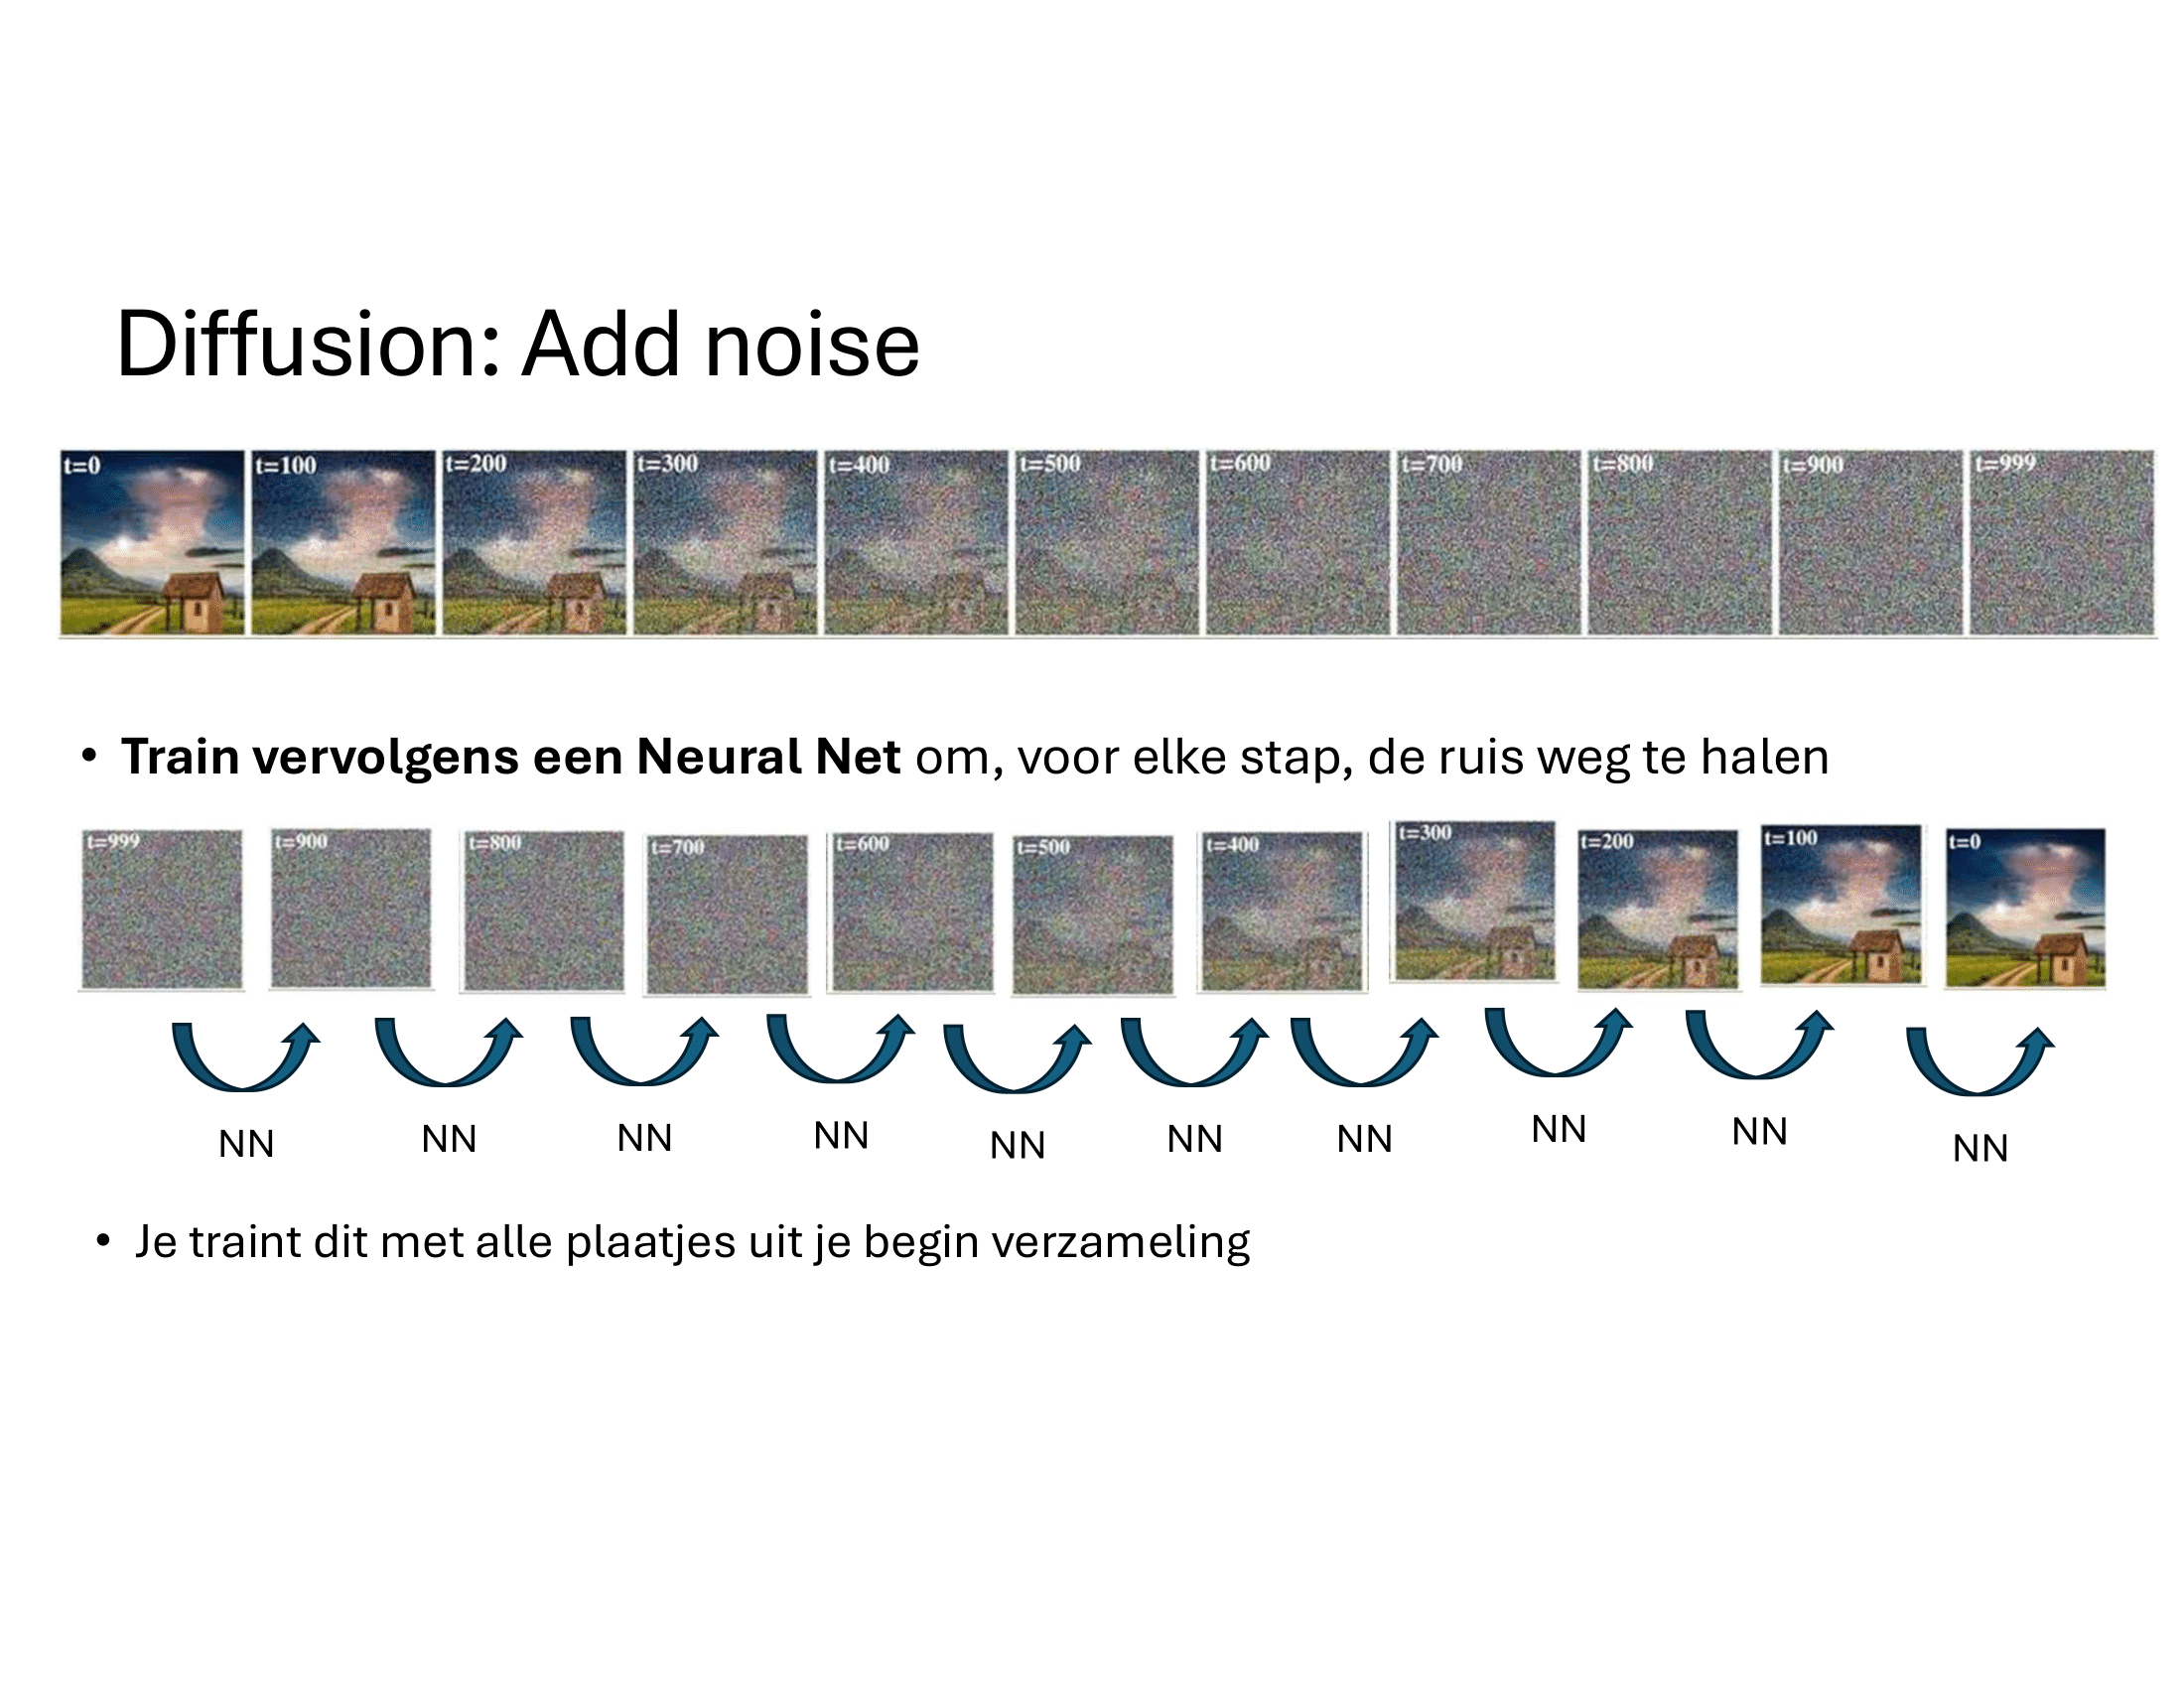 Diffusion: Add noise
t=0 t=100 t=200 t=300 t=400 t=500 t=600 t=700 t=800 t=900 t=999
• Train vervolgens een Neural Net om, voor elke stap, de ruis weg te halen
t=999 t=900 t=800 t=700 t=600 t=500 t=400 t=300 t=200 t=100 t=0
NN NN NN NN NN NN NN NN NN NN
• Je traint dit met alle plaatjes uit je begin verzameling